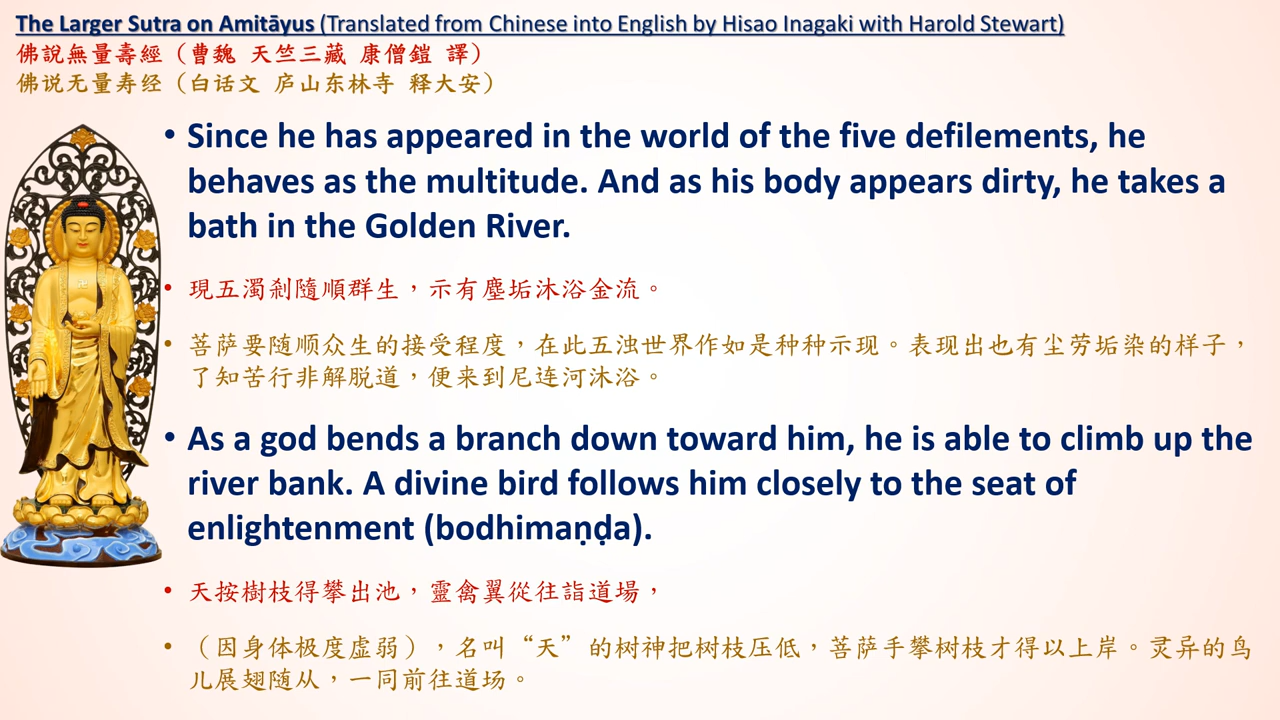 The Larger Sutra on Amitāyus (Translated from Chinese into English by Hisao Inagaki with Harold Stewart)
佛說無量壽經（曹魏 天竺三藏 康僧鎧 譯）
佛说无量寿经（白话文 庐山东林寺 释大安）
• Since he has appeared in the world of the five defilements, he
behaves as the multitude. And as his body appears dirty, he takes a
bath in the Golden River.
• 現五濁剎隨順群生，示有塵垢沐浴金流。
• 菩萨要随顺众生的接受程度，在此五浊世界作如是种种示现。表现出也有尘劳垢染的样子，
了知苦行非解脱道，便来到尼连河沐浴。
• As a god bends a branch down toward him, he is able to climb up the
river bank. A divine bird follows him closely to the seat of
enlightenment (bodhimaṇḍa).
• 天按樹枝得攀出池，靈禽翼從往詣道場，
• （因身体极度虚弱），名叫“天”的树神把树枝压低，菩萨手攀树枝才得以上岸。灵异的鸟
儿展翅随从，一同前往道场。